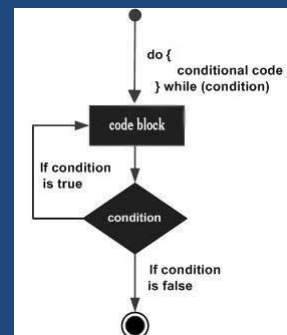 do {
conditional code
} while (condition)
code block
If condition
is true
condition
If condition
is false